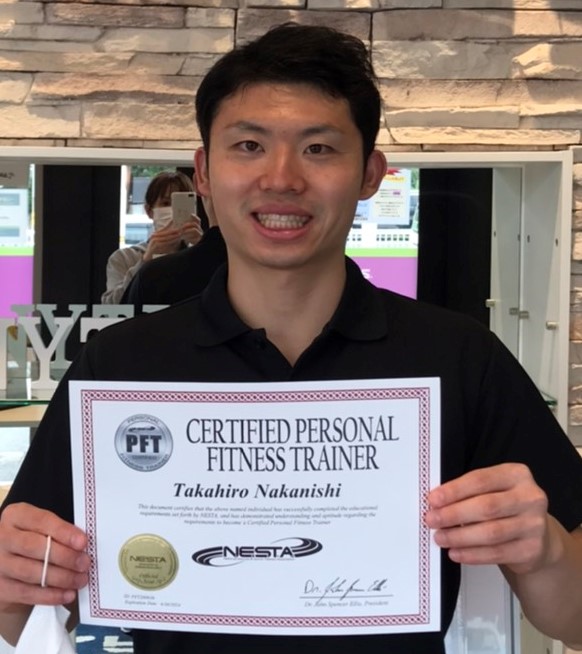 PERSONAL
PFT
FITNESS TRAINER
CERTIFIED PERSONAL
FITNESS TRAINER
Takahiro Nakanishi
This document certifies that the above named individual has successfully completed the educational
requirements set forth by NESTA, and has demonstrated understanding and aptitude regarding the
requirements to become a Certified Personal Fitness Trainer
NESTA
NESTA
Dr. John Spencer Ellis, President